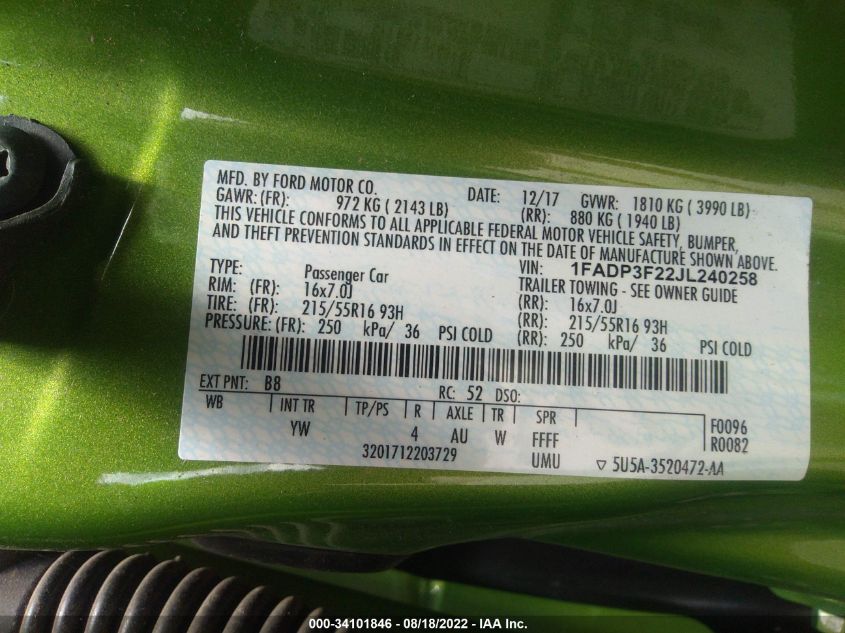 MFD. BY FORD MOTOR CO. DATE: 12/17 GVWR: 1810 KG ( 3990 LB)
GAWR:(FR): 972 KG ( 2143 LB) (RR): 880 KG ( 1940 LB)
THIS VEHICLE CONFORMS TO ALL APPLICABLE FEDERAL MOTOR VEHICLE SAFETY, BUMPER,
AND THEFT PREVENTION STANDARDS IN EFFECT ON THE DATE OF MANUFACTURE SHOWN ABOVE.
VIN: 1FADP3F22JL240258
TYPE: Passenger Car TRAILER TOWING - SEE OWNER GUIDE
RIM: (FR): 16x7.0J (RR): 16x7.0J
TIRE: (FR): 215/55R16 93H (RR): 215/55R16 93H
PRESSURE: (FR): 250 kPa/ 36 PSI COLD (RR): 250 kPa/ 36 PSI COLD
EXT PNT: B8 RC: 52 DSO:
WB INT TR TP/PS R AXLE TR SPR F0096
YW 4 AU W FFFF R0082
3201712203729 UMU ▽ 5U5A-3520472-AA
000-34101846 - 08/18/2022 - IAA Inc.